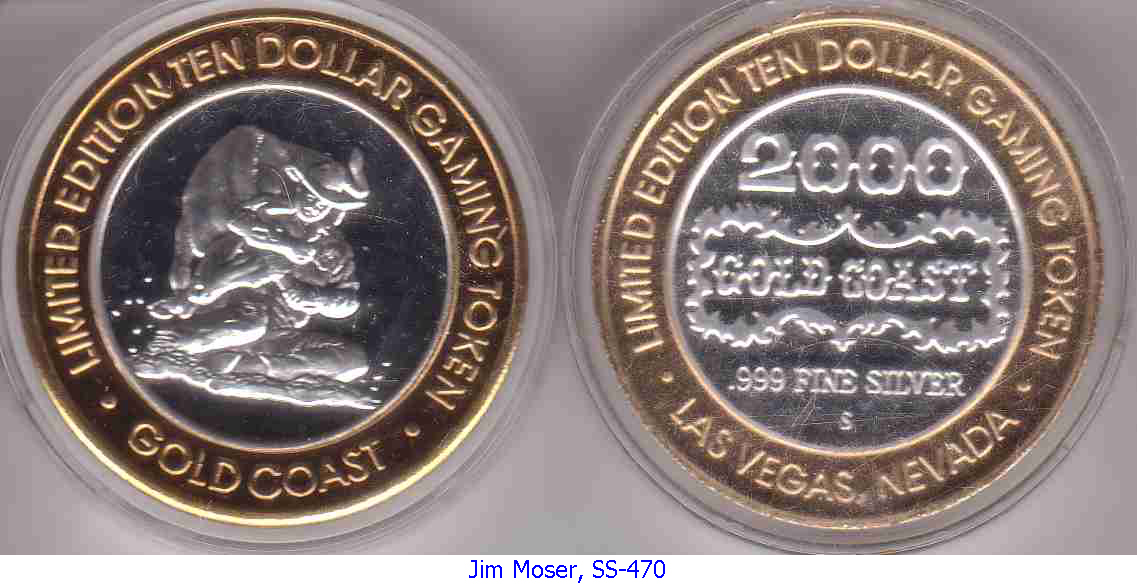 LIMITED EDITION TEN DOLLAR GAMING TOKEN
• GOLD COAST •
LIMITED EDITION TEN DOLLAR GAMING TOKEN
2000
GOLD COAST
.999 FINE SILVER
S
• LAS VEGAS, NEVADA •
Jim Moser, SS-470